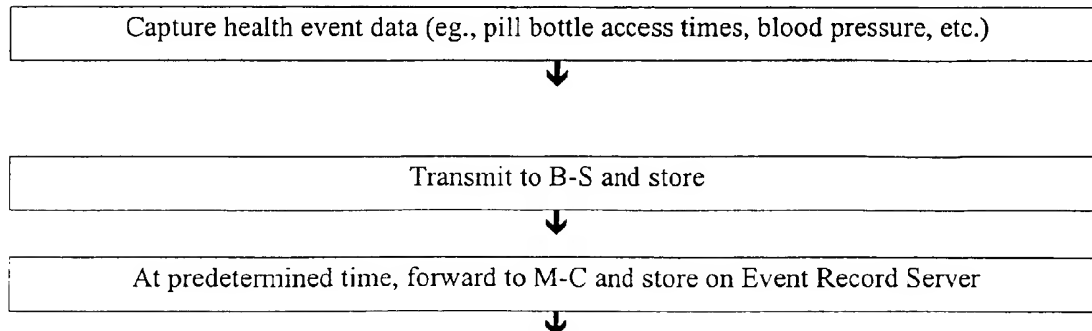 Capture health event data (eg., pill bottle access times, blood pressure, etc.)
Transmit to B-S and store
At predetermined time, forward to M-C and store on Event Record Server